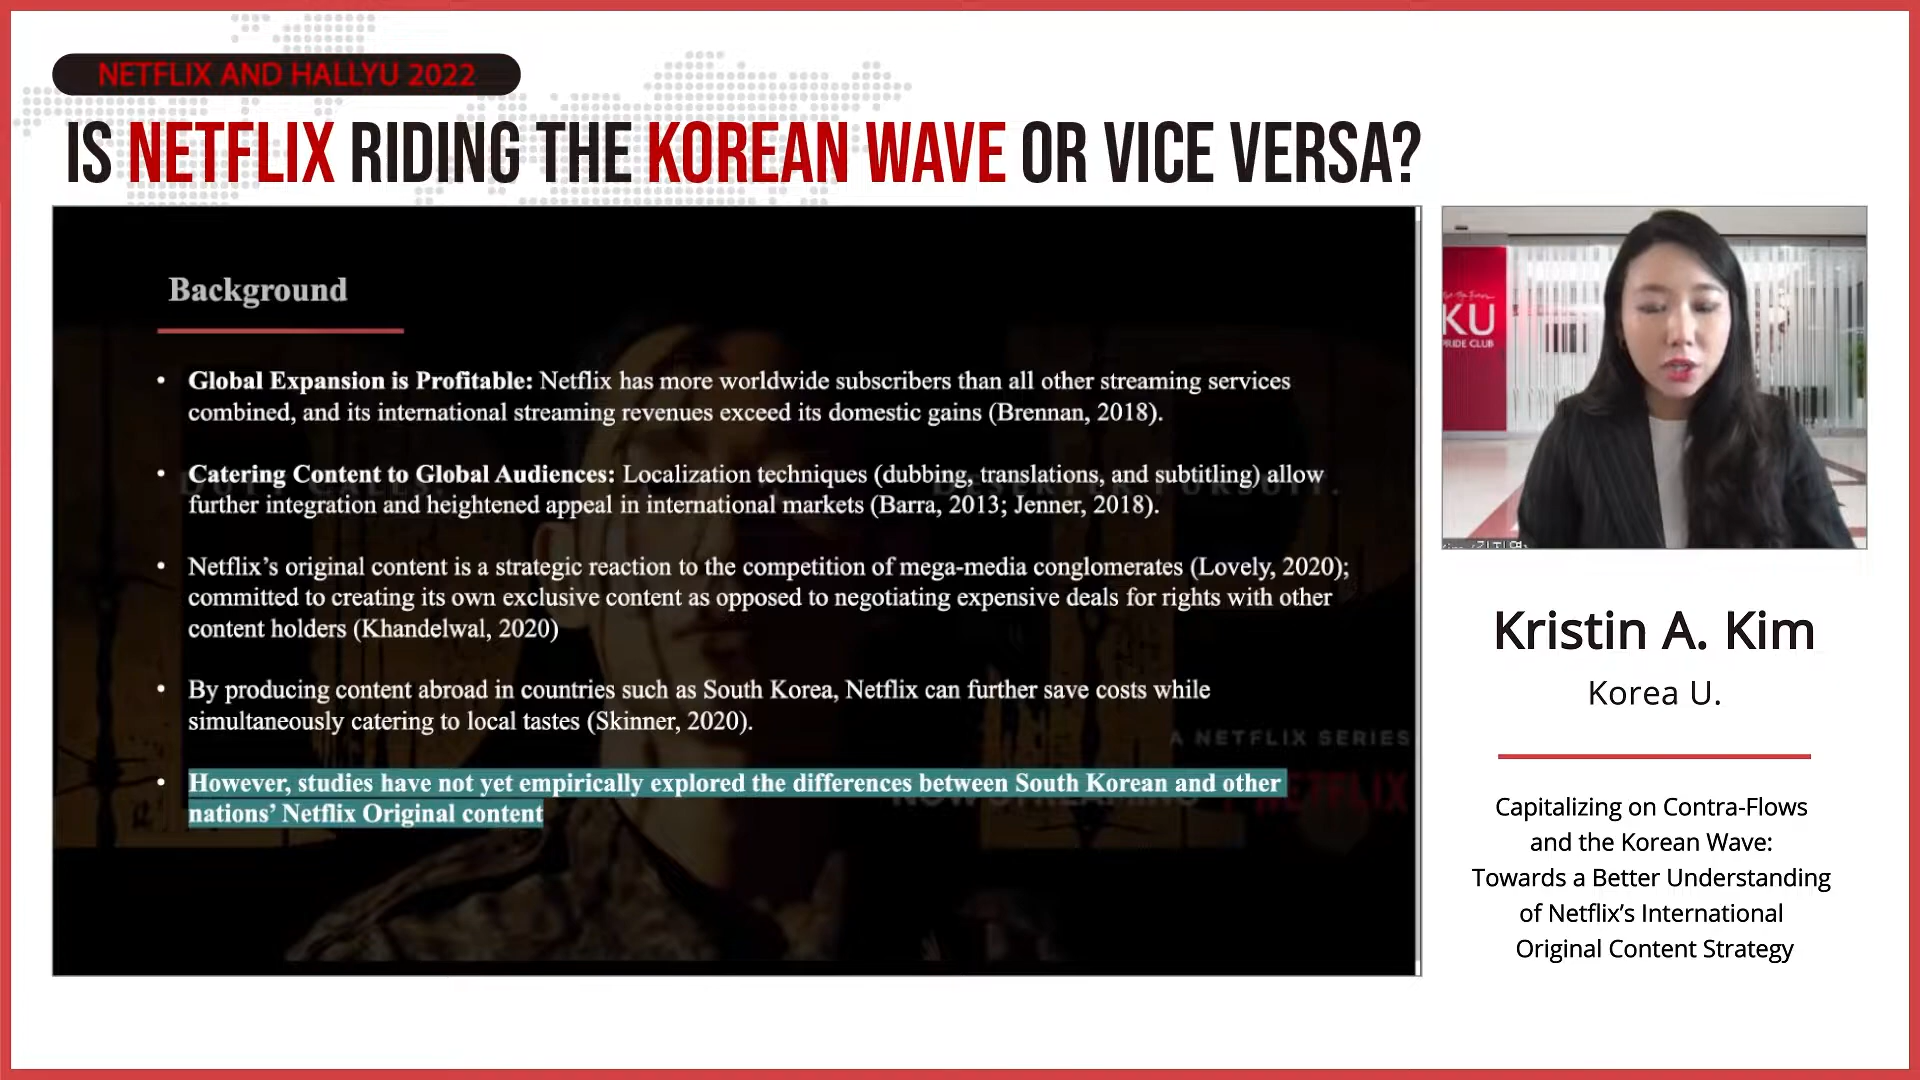 NETFLIX AND HALLYU 2022
IS NETFLIX RIDING THE KOREAN WAVE OR VICE VERSA?
Background
• Global Expansion is Profitable: Netflix has more worldwide subscribers than all other streaming services
combined, and its international streaming revenues exceed its domestic gains (Brennan, 2018).
• Catering Content to Global Audiences: Localization techniques (dubbing, translations, and subtitling) allow
further integration and heightened appeal in international markets (Barra, 2013; Jenner, 2018).
• Netflix’s original content is a strategic reaction to the competition of mega-media conglomerates (Lovely, 2020);
committed to creating its own exclusive content as opposed to negotiating expensive deals for rights with other
content holders (Khandelwal, 2020)
• By producing content abroad in countries such as South Korea, Netflix can further save costs while
simultaneously catering to local tastes (Skinner, 2020).
A NETFLIX SERIES
• However, studies have not yet empirically explored the differences between South Korean and other
nations’ Netflix Original content
NOW STREAMING NETFLIX
KU
PRIDE CLUB
Kristin A. Kim
Korea U.
Capitalizing on Contra-Flows
and the Korean Wave:
Towards a Better Understanding
of Netflix’s International
Original Content Strategy